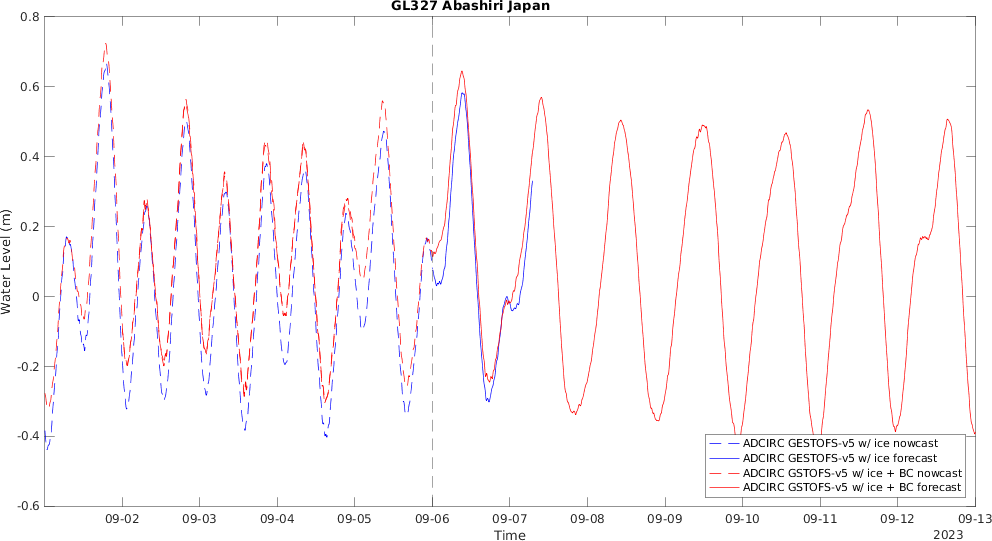 GL327 Abashiri Japan
0.8
0.6
0.4
0.2
0
-0.2
-0.4
-0.6
Water Level (m)
ADCIRC GESTOFS-v5 w/ ice nowcast
ADCIRC GESTOFS-v5 w/ ice forecast
ADCIRC GSTOFS-v5 w/ ice + BC nowcast
ADCIRC GSTOFS-v5 w/ ice + BC forecast
09-02 09-03 09-04 09-05 09-06 09-07 09-08 09-09 09-10 09-11 09-12 09-13
Time
2023